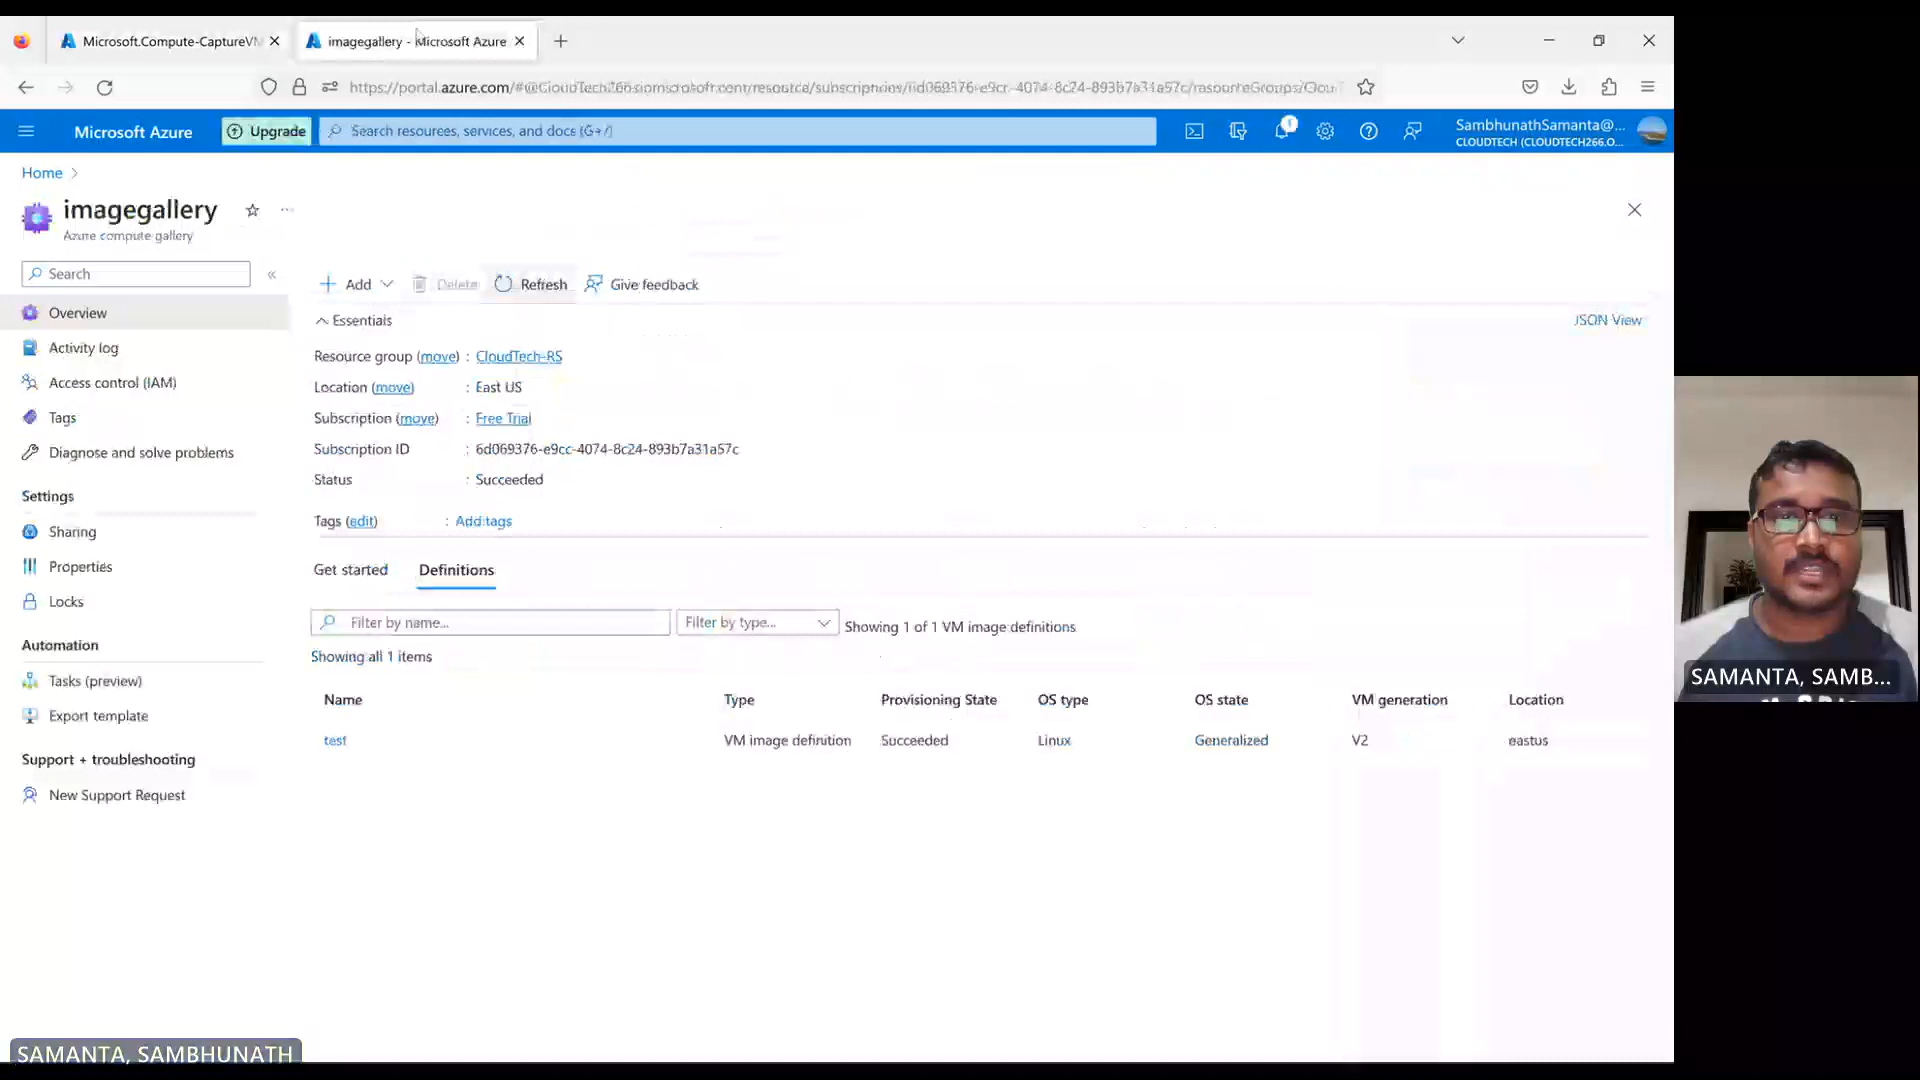 Microsoft.Compute-CaptureVM
imagegallery - Microsoft Azure
Microsoft Azure
Upgrade
Search resources, services, and docs (G+/)
1
SambhunathSamanta@...
CLOUDTECH (CLOUDTECH266.O...
Home
imagegallery
Azure compute gallery
Search
Add
Delete
Refresh
Give feedback
Overview
Activity log
Access control (IAM)
Tags
Diagnose and solve problems
Settings
Sharing
Properties
Locks
Automation
Tasks (preview)
Export template
Support + troubleshooting
New Support Request
Essentials
JSON View
Resource group (move) : CloudTech-RS
Location (move) : East US
Subscription (move) : Free Trial
Subscription ID : 6d069376-e9cc-4074-8c24-893b7a31a57c
Status : Succeeded
Tags (edit) : Add tags
Get started Definitions
Filter by name...
Filter by type...
Showing 1 of 1 VM image definitions
Showing all 1 items
Name Type Provisioning State OS type OS state VM generation Location
test VM image definition Succeeded Linux Generalized V2 eastus
SAMANTA, SAMB...
SAMANTA, SAMBHUNATH